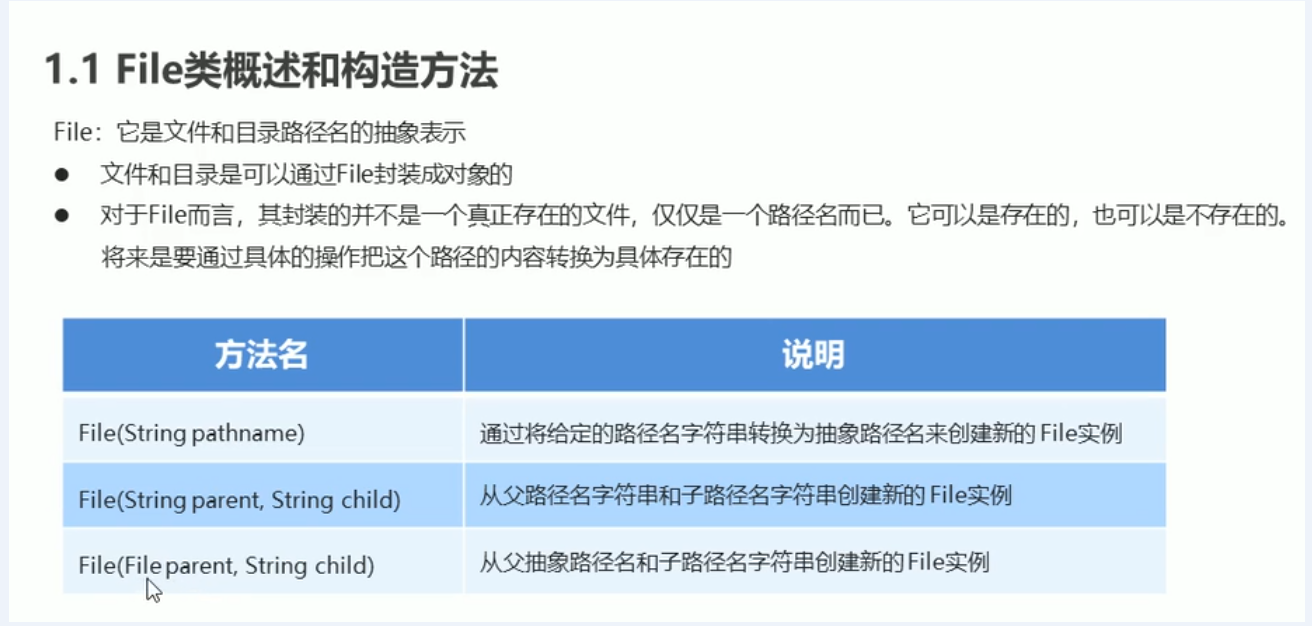 1.1 File类概述和构造方法
File：它是文件和目录路径名的抽象表示
● 文件和目录是可以通过File封装成对象的
● 对于File而言，其封装的并不是一个真正存在的文件，仅仅是一个路径名而已。它可以是存在的，也可以是不存在的。
将来是要通过具体的操作把这个路径的内容转换为具体存在的
方法名 说明
File(String pathname) 通过将给定的路径名字符串转换为抽象路径名来创建新的 File实例
File(String parent, String child) 从父路径名字符串和子路径名字符串创建新的 File实例
File(File parent, String child) 从父抽象路径名和子路径名字符串创建新的 File实例